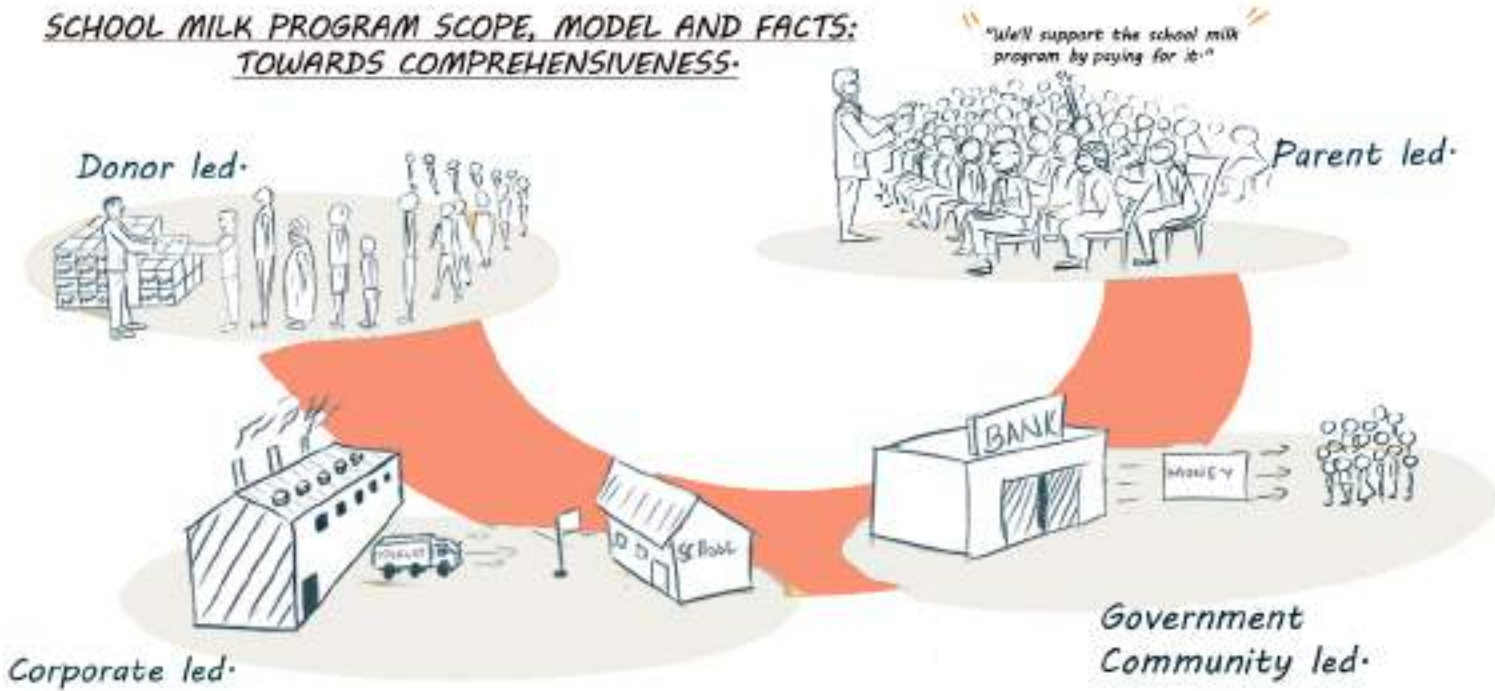 SCHOOL MILK PROGRAM SCOPE, MODEL AND FACTS:
TOWARDS COMPREHENSIVENESS.
"We'll support the school milk
program by paying for it."
Donor led.
Parent led.
BANK
MONEY
SCHOOL
Corporate led.
Government
Community led.